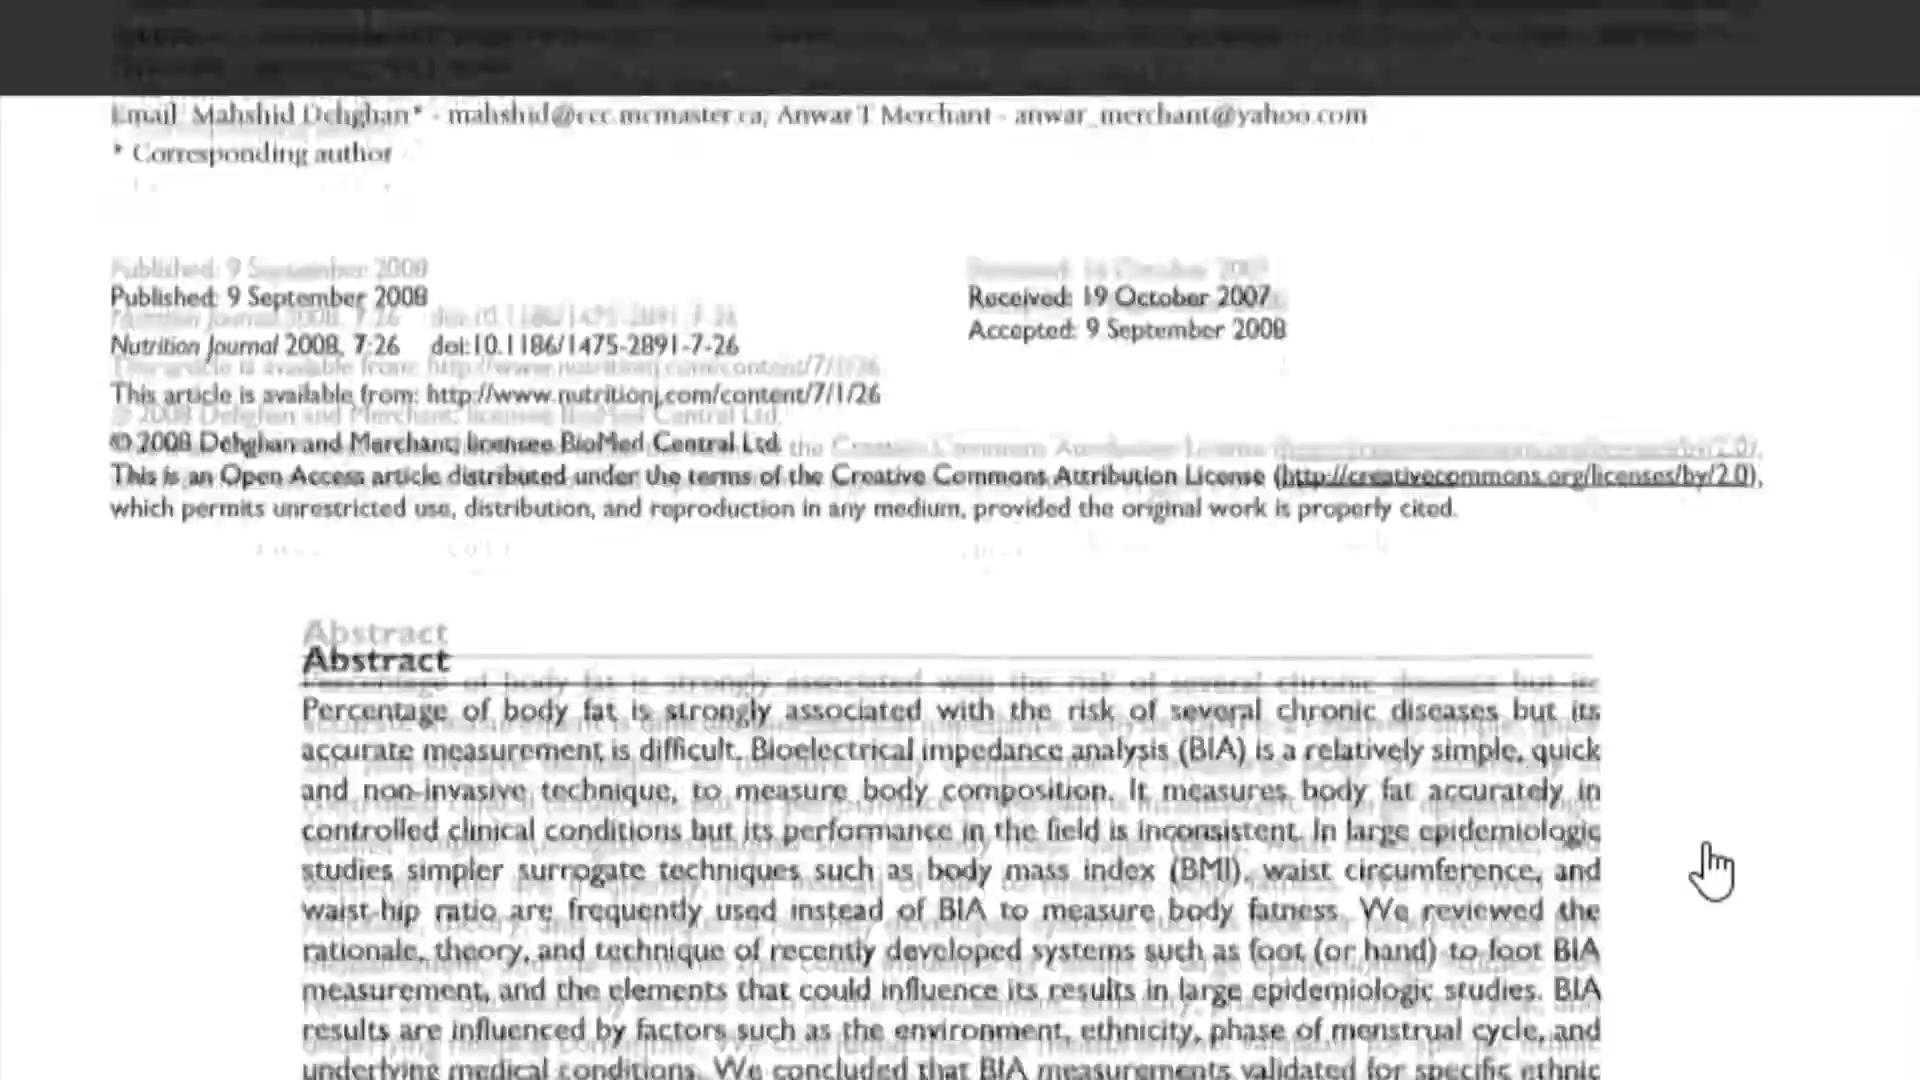 Email: Mahshid Dehghan* - mahshid@ccc.mcmaster.ca; Anwar T Merchant - anwar_merchant@yahoo.com
* Corresponding author
Published: 9 September 2008
Received: 19 October 2007
Nutrition Journal 2008, 7:26 doi:10.1186/1475-2891-7-26
Accepted: 9 September 2008
This article is available from: http://www.nutritionj.com/content/7/1/26
© 2008 Dehghan and Merchant; licensee BioMed Central Ltd.
This is an Open Access article distributed under the terms of the Creative Commons Attribution License (http://creativecommons.org/licenses/by/2.0),
which permits unrestricted use, distribution, and reproduction in any medium, provided the original work is properly cited.
Abstract
Percentage of body fat is strongly associated with the risk of several chronic diseases but its
accurate measurement is difficult. Bioelectrical impedance analysis (BIA) is a relatively simple, quick
and non-invasive technique, to measure body composition. It measures body fat accurately in
controlled clinical conditions but its performance in the field is inconsistent. In large epidemiologic
studies simpler surrogate techniques such as body mass index (BMI), waist circumference, and
waist-hip ratio are frequently used instead of BIA to measure body fatness. We reviewed the
rationale, theory, and technique of recently developed systems such as foot (or hand)-to-foot BIA
measurement, and the elements that could influence its results in large epidemiologic studies. BIA
results are influenced by factors such as the environment, ethnicity, phase of menstrual cycle, and
underlying medical conditions. We concluded that BIA measurements validated for specific ethnic